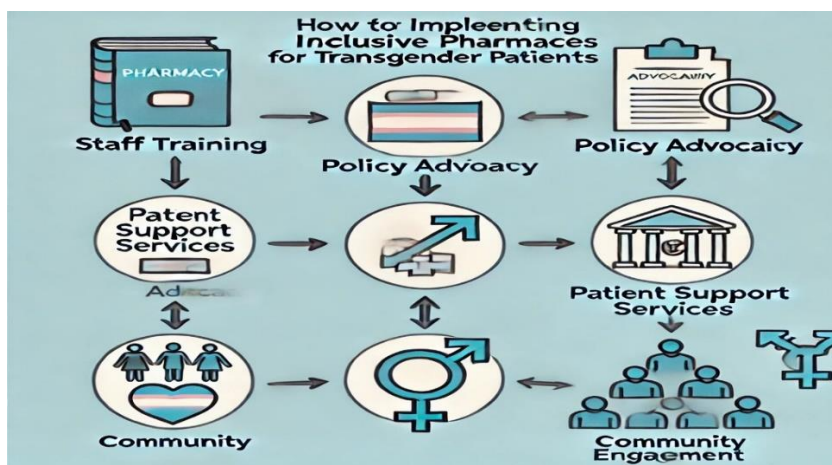 How to Impleenting
Inclusive Pharmaces
for Transgender Patients
PHARMACY
Staff Training
Policy Advoacy
Policy Advocaicy
Patent
Support
Services
Patient Support
Services
Community
Community
Engagement